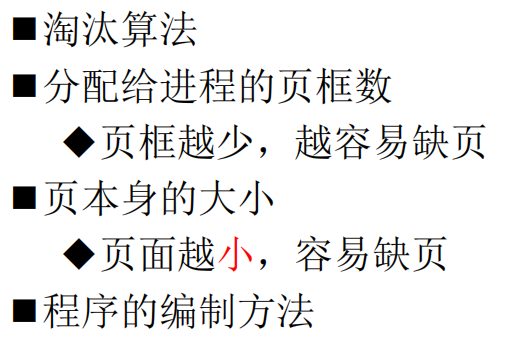 ■淘汰算法
■分配给进程的页框数
◆页框越少，越容易缺页
■页本身的大小
◆页面越小，容易缺页
■程序的编制方法